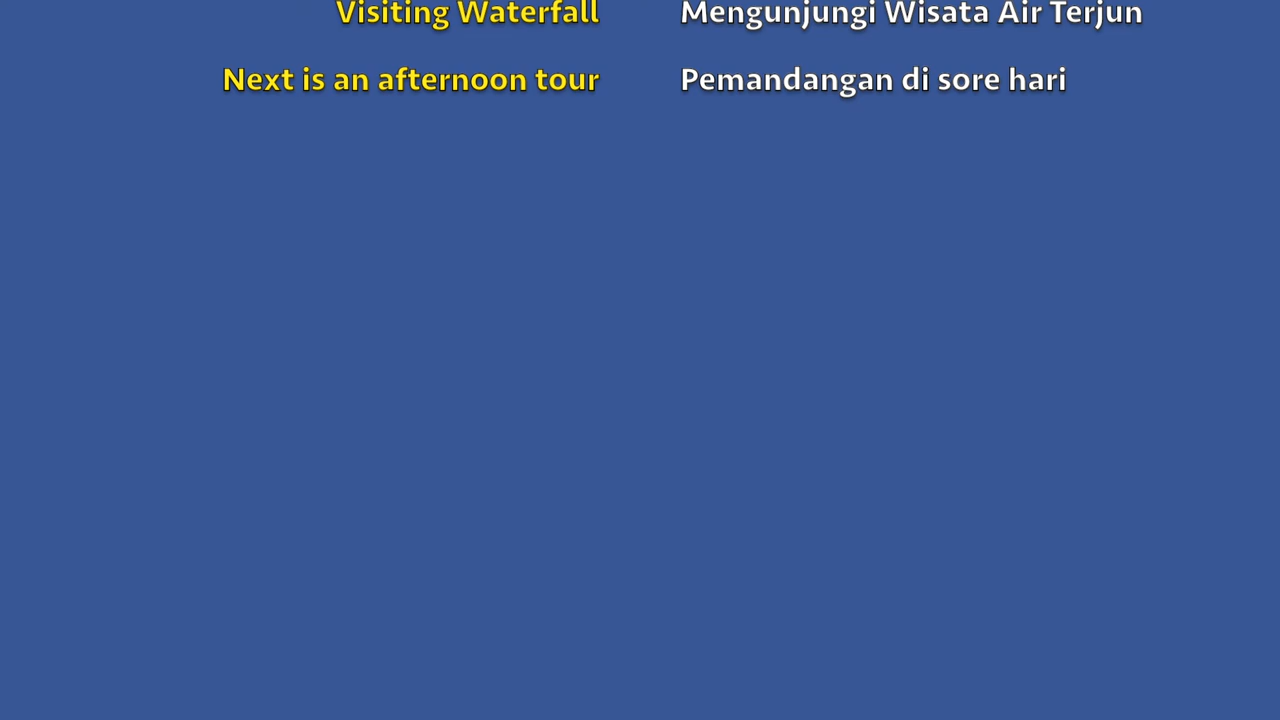 Visiting Waterfall Mengunjungi Wisata Air Terjun
Next is an afternoon tour Pemandangan di sore hari